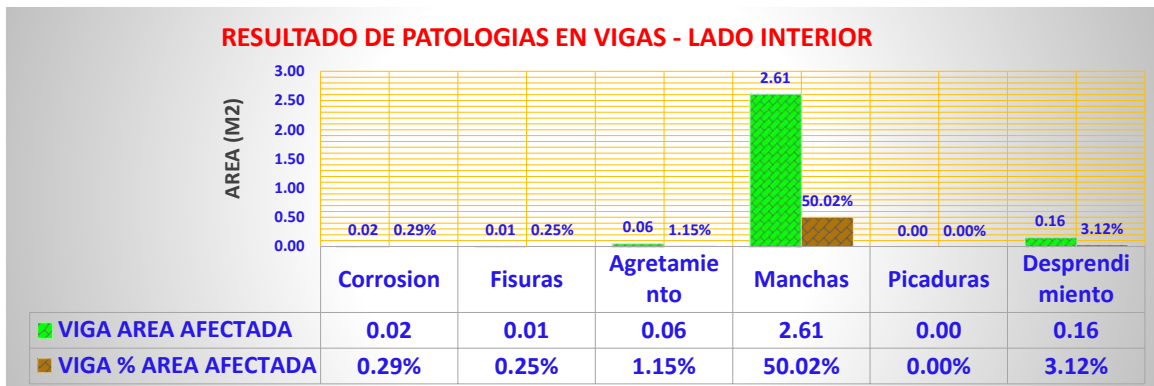 RESULTADO DE PATOLOGIAS EN VIGAS - LADO INTERIOR
AREA (M2)
3.00
2.50
2.00
1.50
1.00
0.50
0.00
0.02 0.29% 0.01 0.25% 0.06 1.15% 2.61 50.02% 0.00 0.00% 0.16 3.12%
Corrosion Fisuras Agretamie Manchas Picaduras Desprendi
nto miento
VIGA AREA AFECTADA 0.02 0.01 0.06 2.61 0.00 0.16
VIGA % AREA AFECTADA 0.29% 0.25% 1.15% 50.02% 0.00% 3.12%